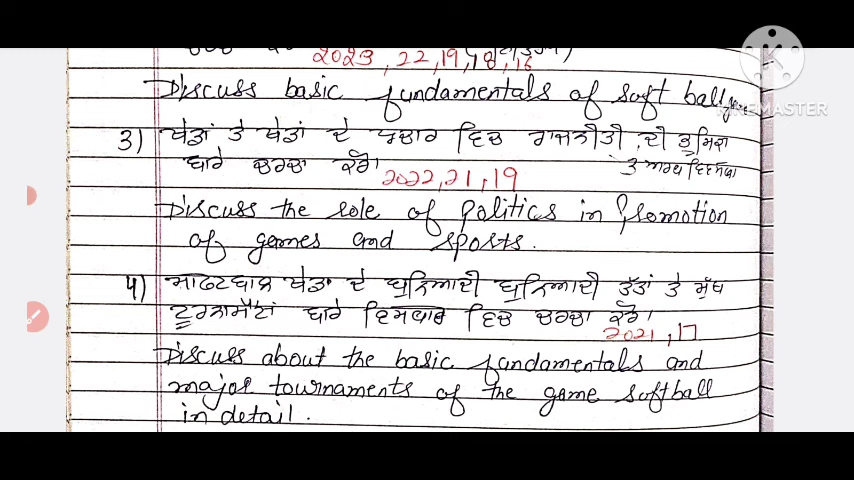 2023, 22, 19, 18, 16
Discuss basic fundamentals of soft ball game
KINEMASTER
3) ਖੇਡਾਂ ਤੇ ਖੇਡਾਂ ਦੇ ਪ੍ਰਚਾਰ ਵਿਚ ਰਾਜਨੀਤੀ ਦੀ ਭੂਮਿਕਾ
ਬਾਰੇ ਚਰਚਾ ਕਰੋ।
2022, 21, 19
Discuss the role of politics in promotion
of games and sports.
4) ਸਾਫਟਬਾਲ ਖੇਡਾਂ ਦੇ ਬੁਨਿਆਦੀ ਬੁਨਿਆਦੀ ਤੱਤਾਂ ਤੇ ਮੁੱਖ
ਟੂਰਨਾਮੈਂਟਾਂ ਬਾਰੇ ਵਿਸਥਾਰ ਵਿਚ ਚਰਚਾ ਕਰੋ।
2021, 17
Discuss about the basic fundamentals and
major tournaments of the game softball
in detail.